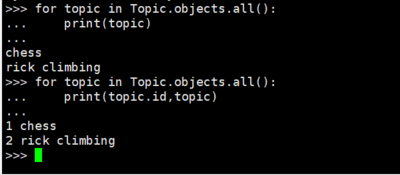 >>> for topic in Topic.objects.all():
...     print(topic)
...
chess
rick climbing
>>> for topic in Topic.objects.all():
...     print(topic.id,topic)
...
1 chess
2 rick climbing
>>>